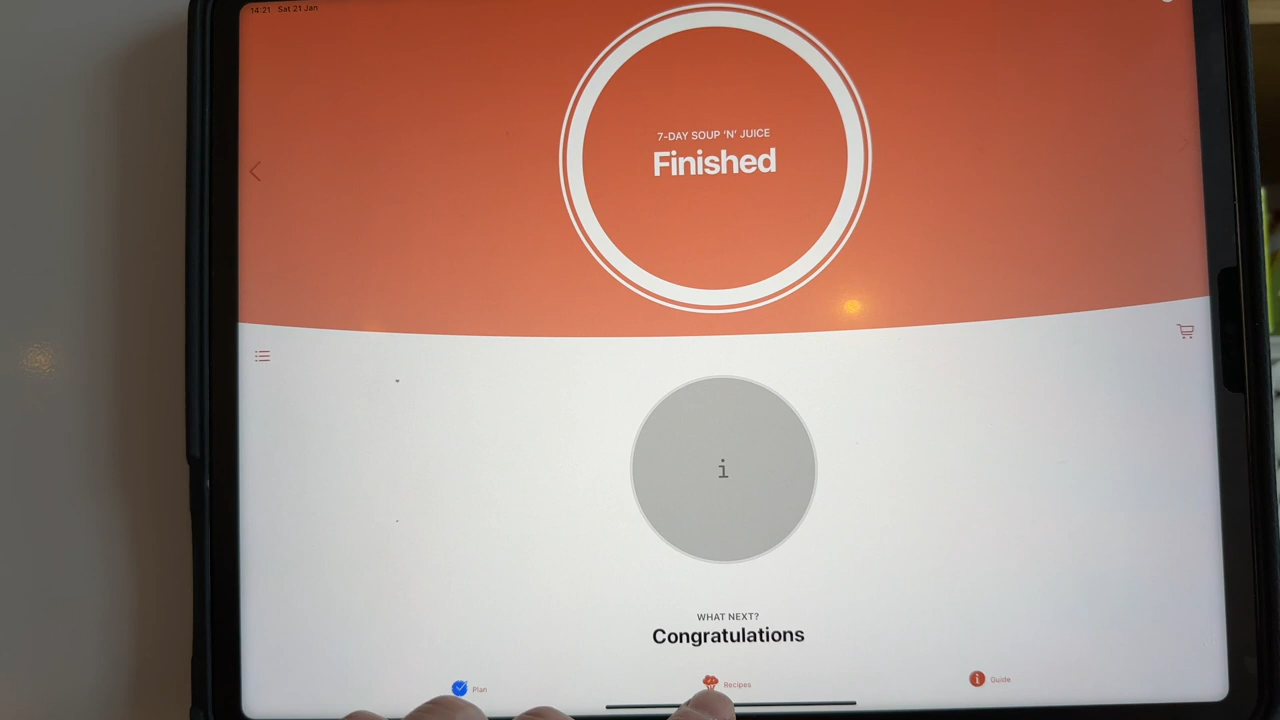 14:21 Sat 21 Jan
7-DAY SOUP ‘N’ JUICE
Finished
i
WHAT NEXT?
Congratulations
Plan
Recipes
i Guide